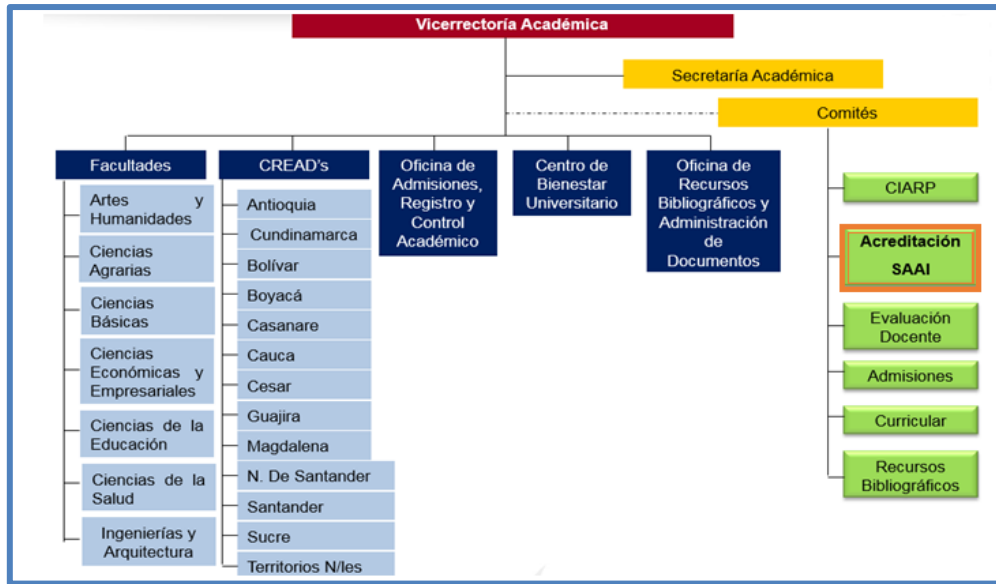 Vicerrectoría Académica
Secretaría Académica
Comités
Facultades
Artes y
Humanidades
Ciencias
Agrarias
Ciencias
Básicas
Ciencias
Económicas y
Empresariales
Ciencias de la
Educación
Ciencias de la
Salud
Ingenierías y
Arquitectura
CREAD's
Antioquia
Cundinamarca
Bolívar
Boyacá
Casanare
Cauca
Cesar
Guajira
Magdalena
N. De Santander
Santander
Sucre
Territorios N/les
Oficina de
Admisiones,
Registro y
Control
Académico
Centro de
Bienestar
Universitario
Oficina de
Recursos
Bibliográficos y
Administración
de
Documentos
CIARP
Acreditación
SAAI
Evaluación
Docente
Admisiones
Curricular
Recursos
Bibliográficos